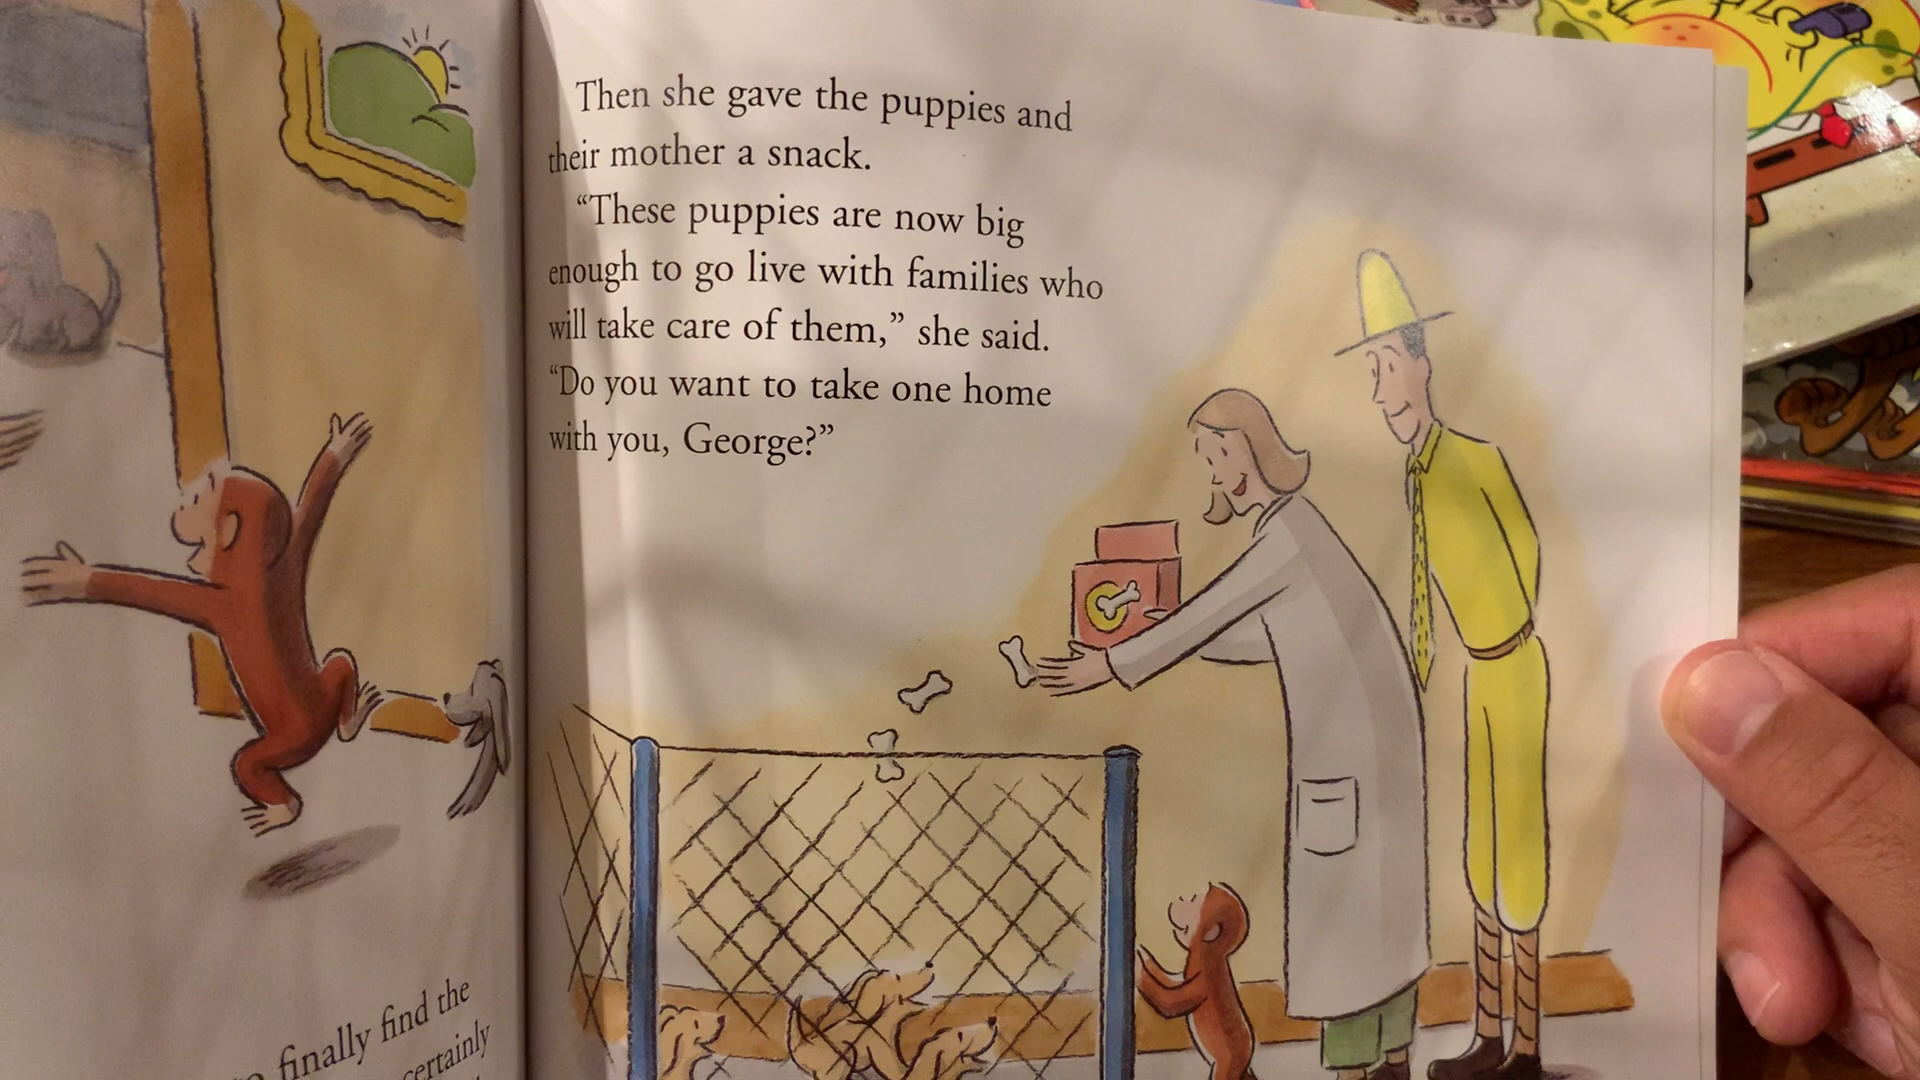 finally find the
certainly
Then she gave the puppies and
their mother a snack.
“These puppies are now big
enough to go live with families who
will take care of them,” she said.
“Do you want to take one home
with you, George?”